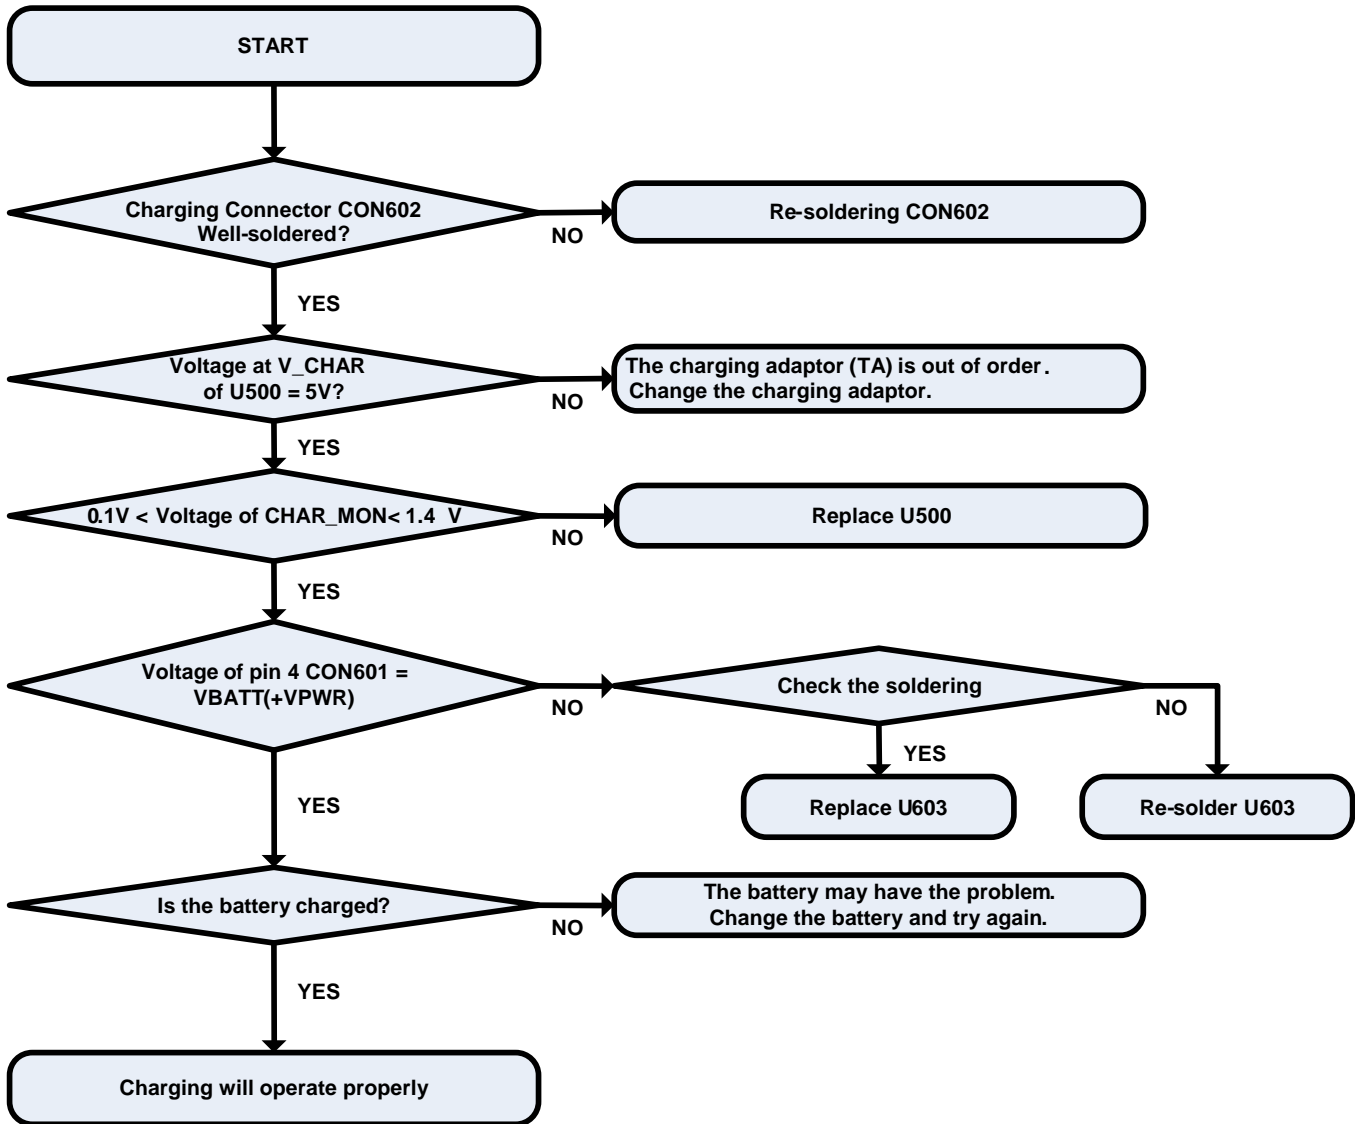 START
Charging Connector CON602
Well-soldered?
NO
Re-soldering CON602
YES
Voltage at V_CHAR
of U500 = 5V?
NO
The charging adaptor (TA) is out of order.
Change the charging adaptor.
YES
0.1V < Voltage of CHAR_MON< 1.4 V
NO
Replace U500
YES
Voltage of pin 4 CON601 =
VBATT(+VPWR)
NO
Check the soldering
NO
YES
Replace U603
Re-solder U603
YES
Is the battery charged?
NO
The battery may have the problem.
Change the battery and try again.
YES
Charging will operate properly